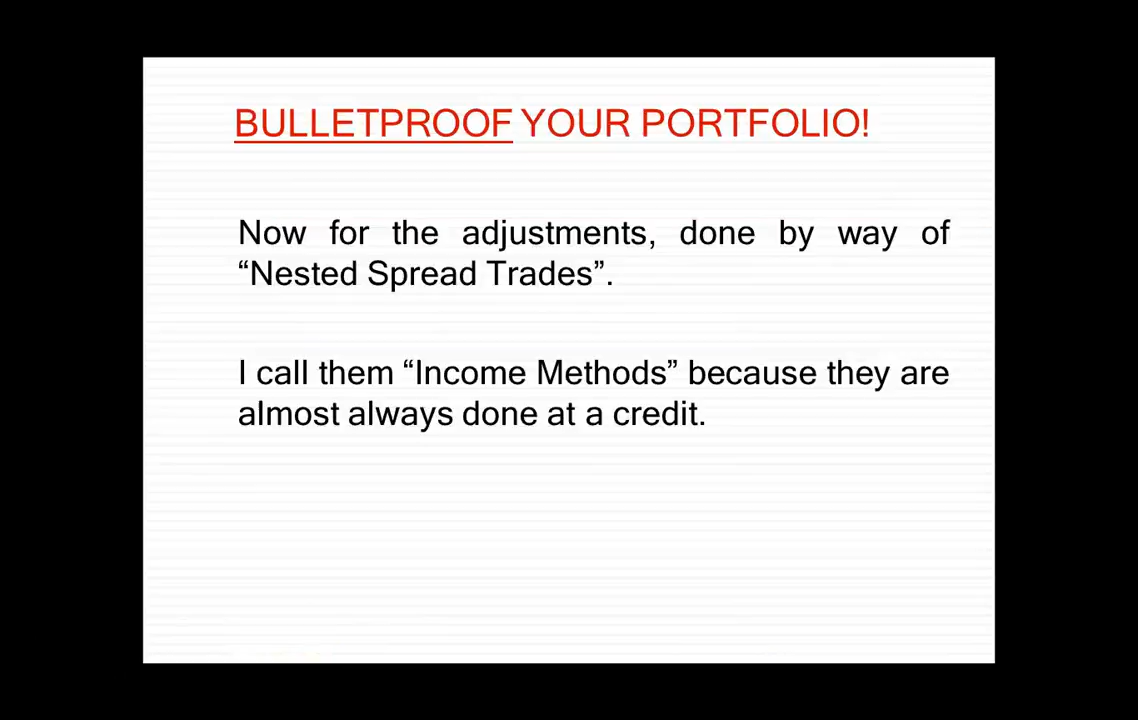 BULLETPROOF YOUR PORTFOLIO!
Now for the adjustments, done by way of
“Nested Spread Trades”.
I call them “Income Methods” because they are
almost always done at a credit.